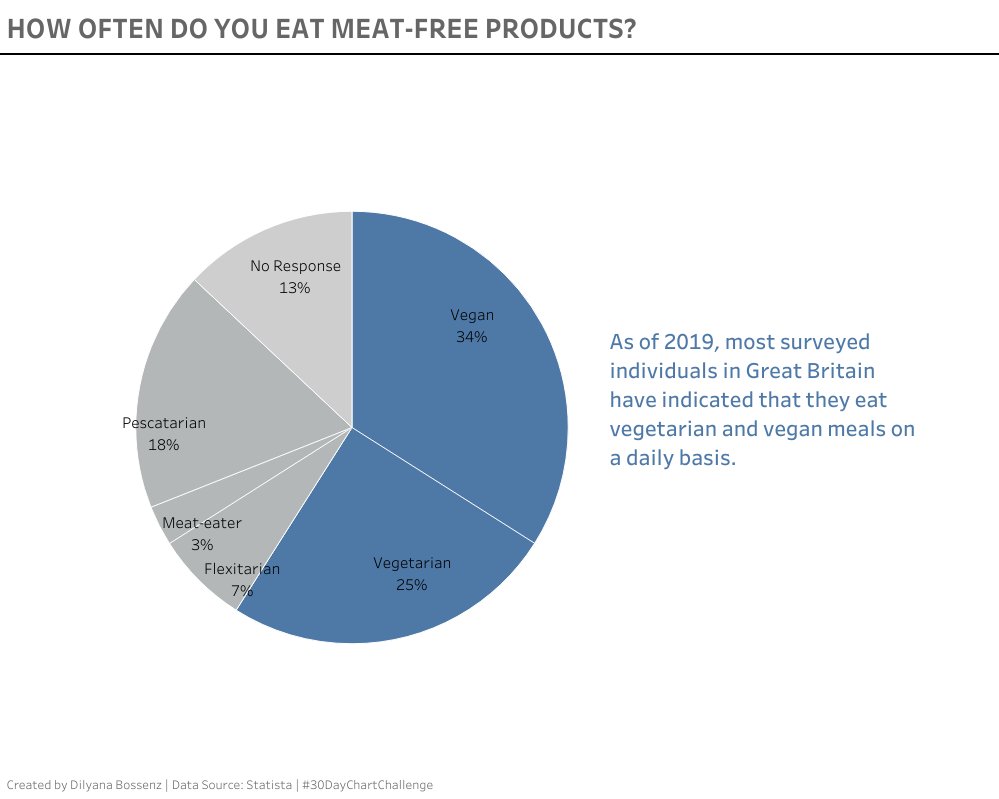 HOW OFTEN DO YOU EAT MEAT-FREE PRODUCTS?
No Response
13%
Vegan
34%
Pescatarian
18%
Meat-eater
3%
Flexitarian
7%
Vegetarian
25%
As of 2019, most surveyed
individuals in Great Britain
have indicated that they eat
vegetarian and vegan meals on
a daily basis.
Created by Dilyana Bossenz | Data Source: Statista | #30DayChartChallenge